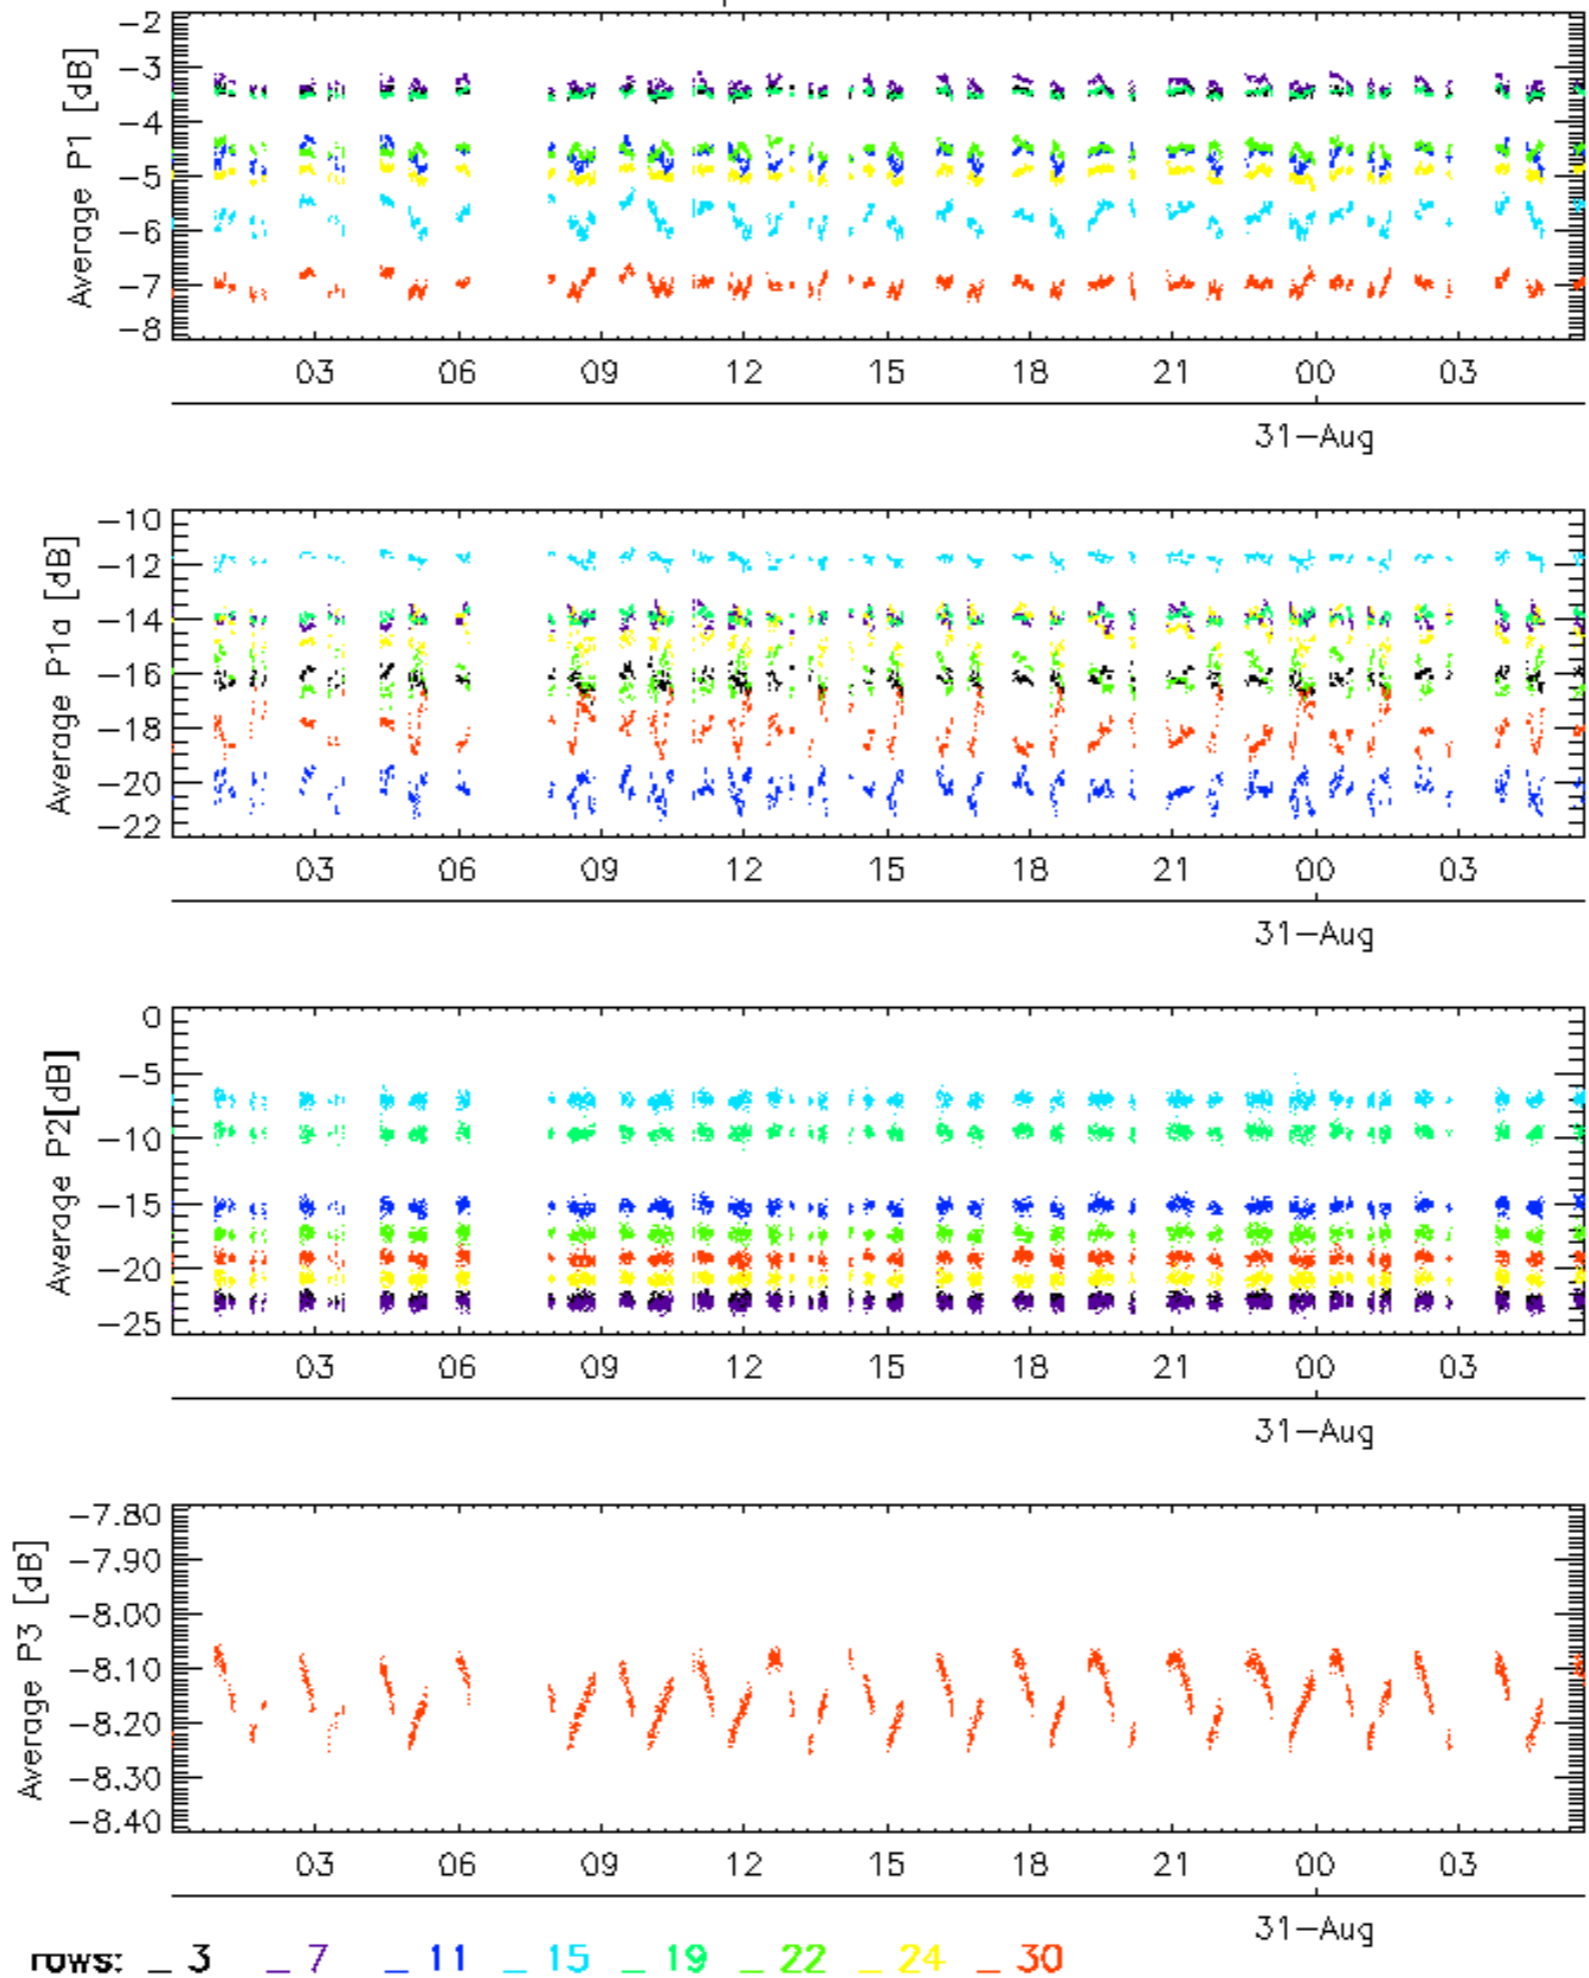 Average P1 [dB]
-2
-3
-4
-5
-6
-7
-8
03 06 09 12 15 18 21 00 03
31-Aug
Average P1a [dB]
-10
-12
-14
-16
-18
-20
-22
03 06 09 12 15 18 21 00 03
31-Aug
Average P2[dB]
0
-5
-10
-15
-20
-25
03 06 09 12 15 18 21 00 03
31-Aug
Average P3 [dB]
-7.80
-7.90
-8.00
-8.10
-8.20
-8.30
-8.40
03 06 09 12 15 18 21 00 03
31-Aug
rows: _ 3 _ 7 _ 11 _ 15 _ 19 _ 22 _ 24 _ 30